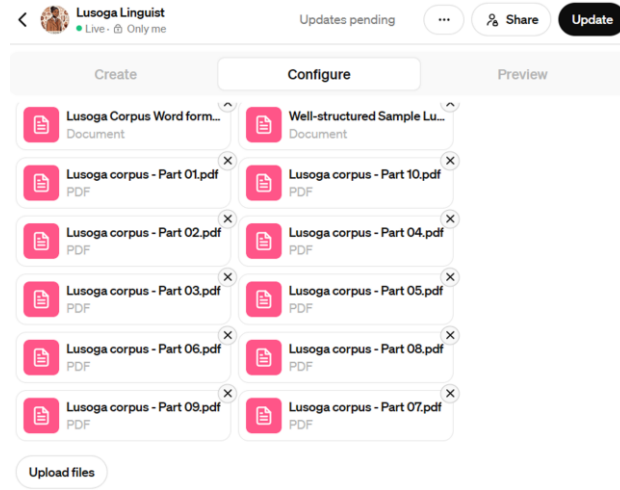 Lusoga Linguist
Live · Only me
Updates pending
...
Share
Update
Create
Configure
Preview
Lusoga Corpus Word form...
Document
Well-structured Sample Lu...
Document
Lusoga corpus - Part 01.pdf
PDF
Lusoga corpus - Part 10.pdf
PDF
Lusoga corpus - Part 02.pdf
PDF
Lusoga corpus - Part 04.pdf
PDF
Lusoga corpus - Part 03.pdf
PDF
Lusoga corpus - Part 05.pdf
PDF
Lusoga corpus - Part 06.pdf
PDF
Lusoga corpus - Part 08.pdf
PDF
Lusoga corpus - Part 09.pdf
PDF
Lusoga corpus - Part 07.pdf
PDF
Upload files